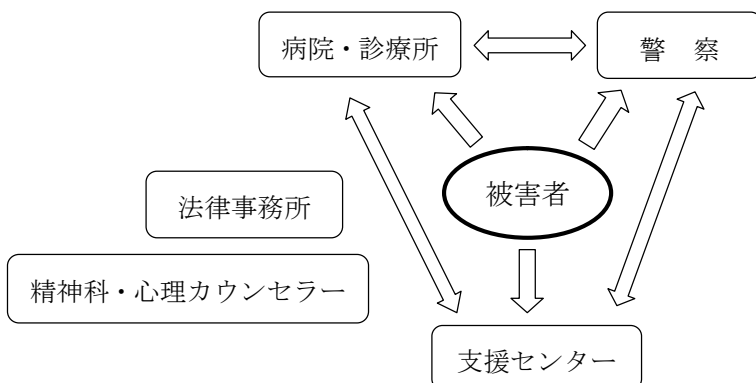 病院・診療所
警　察
被害者
法律事務所
精神科・心理カウンセラー
支援センター